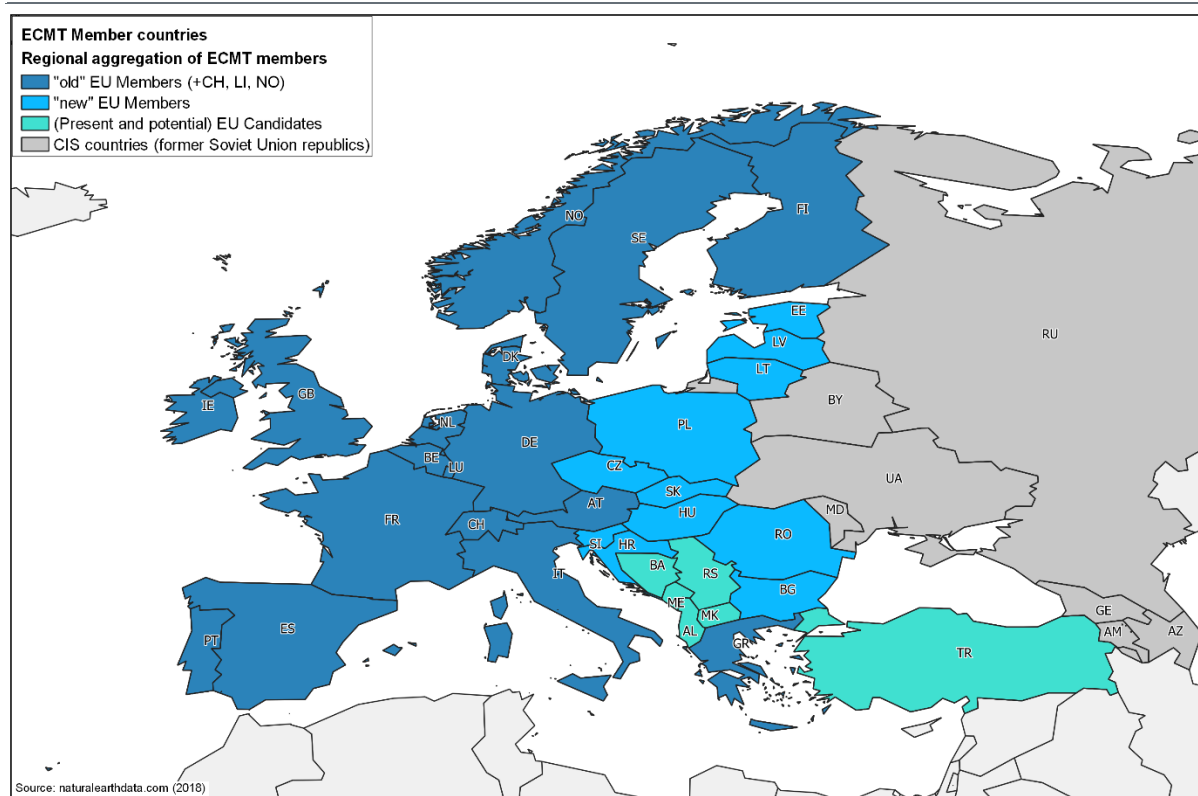 ECMT Member countries
Regional aggregation of ECMT members
"old" EU Members (+CH, LI, NO)
"new" EU Members
(Present and potential) EU Candidates
CIS countries (former Soviet Union republics)
NO
SE
FI
EE
RU
LV
DK
LT
IE
GB
BY
NL
PL
DE
BE
LU
CZ
UA
SK
AT
MD
HU
FR
CH
RO
SI
HR
BA
IT
RS
BG
ME
MK
GE
AL
AM
AZ
PT
ES
GR
TR
Source: naturalearthdata.com (2018)